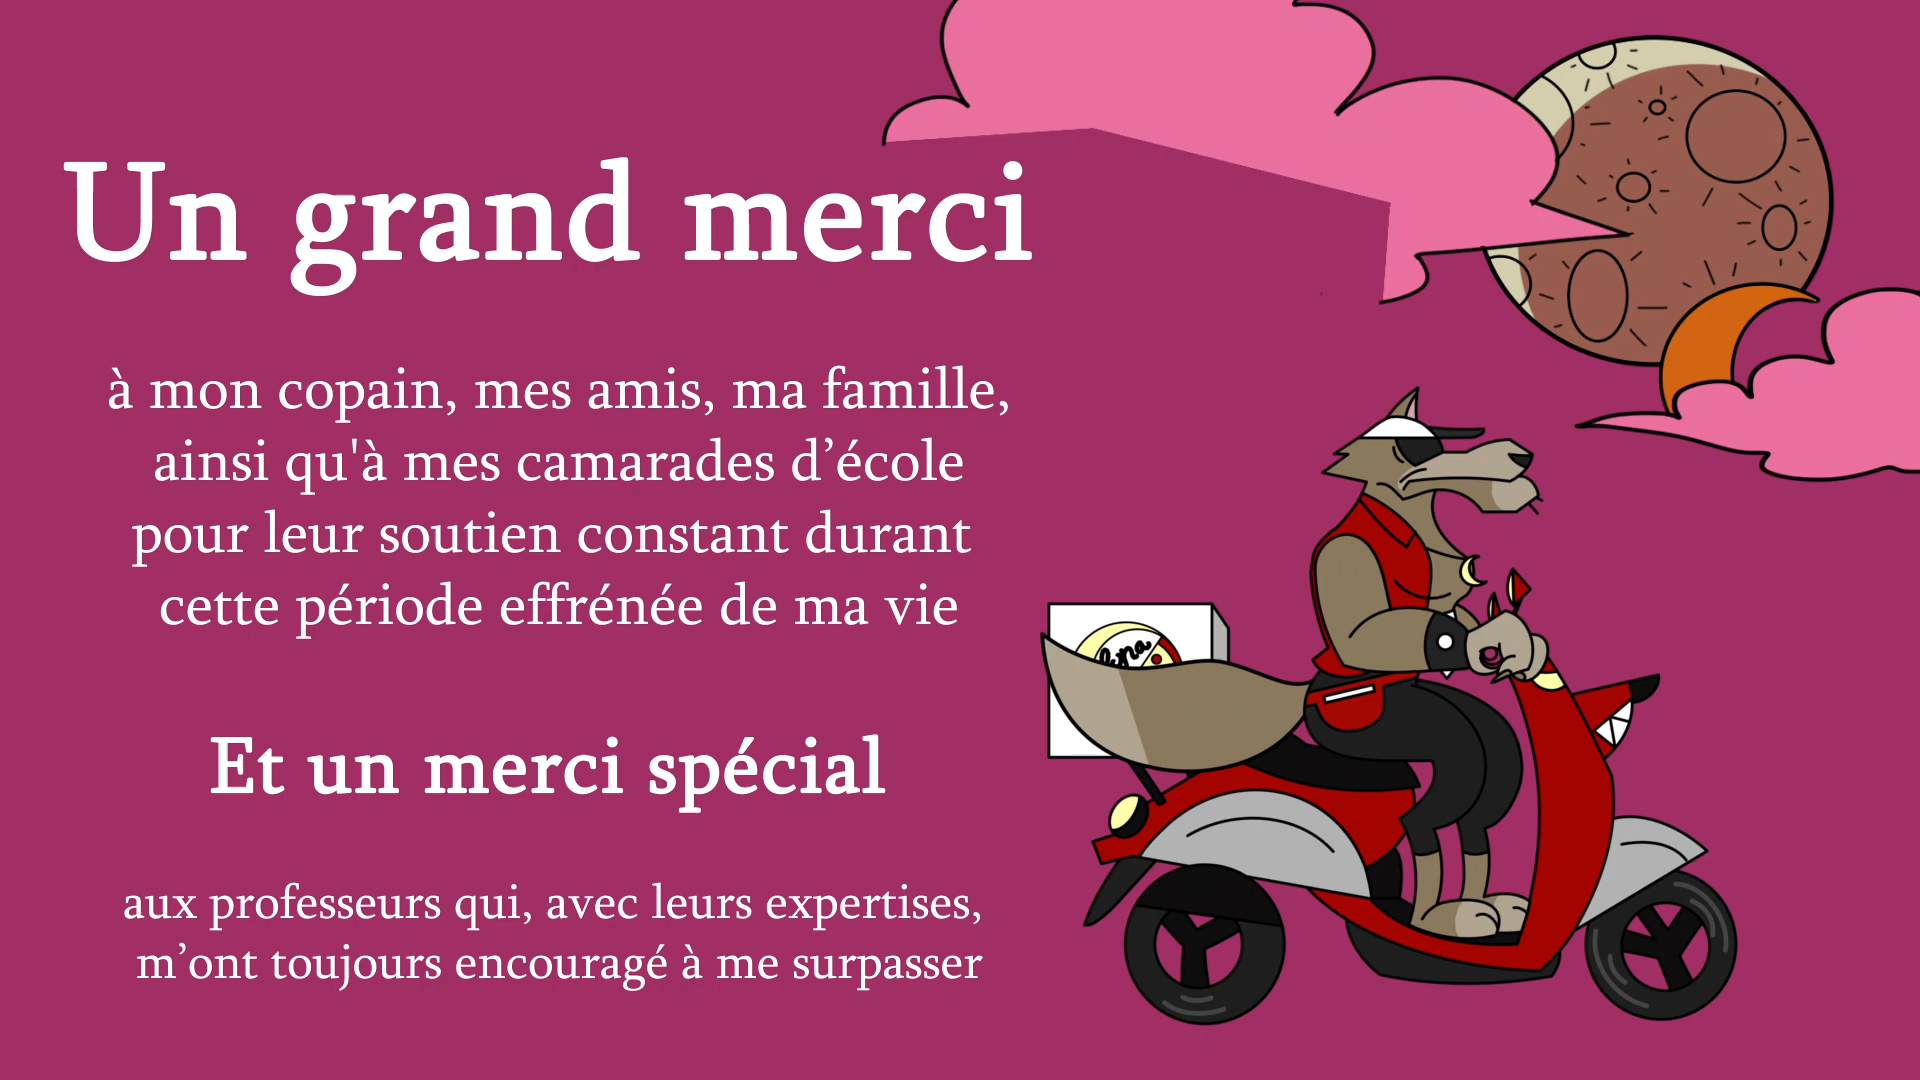 Un grand merci
à mon copain, mes amis, ma famille,
ainsi qu'à mes camarades d’école
pour leur soutien constant durant
cette période effrénée de ma vie
Et un merci spécial
aux professeurs qui, avec leurs expertises,
m’ont toujours encouragé à me surpasser